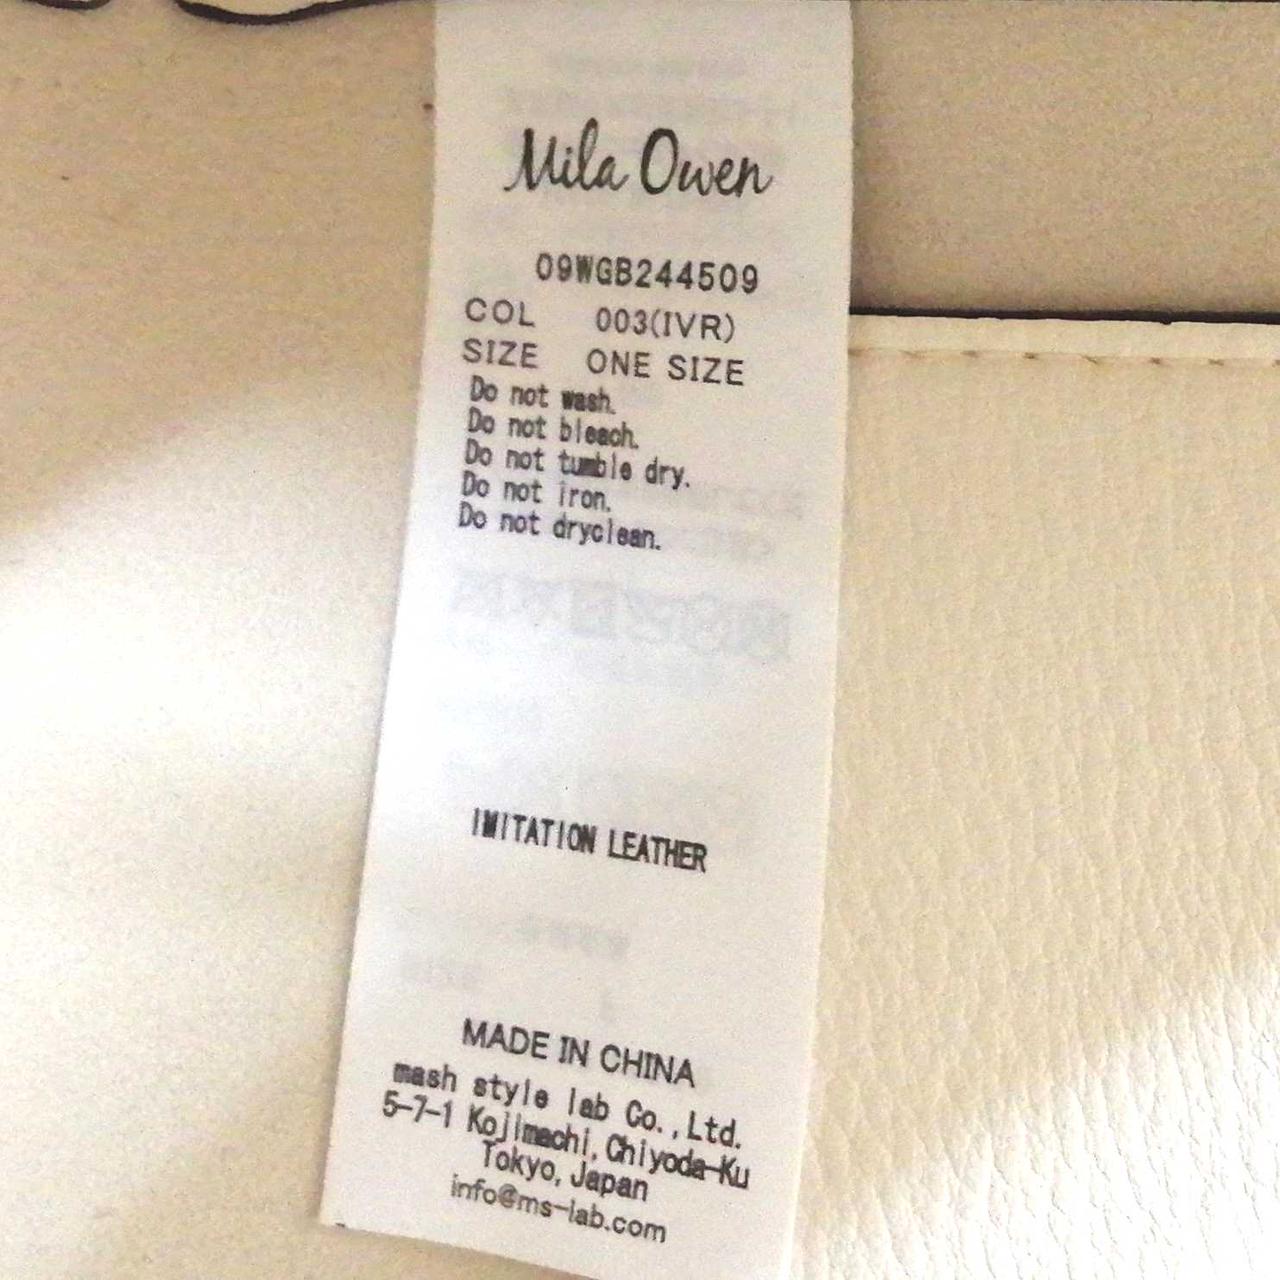 Mila Owen
09WGB244509
COL 003(IVR)
SIZE ONE SIZE
Do not wash.
Do not bleach.
Do not tumble dry.
Do not iron.
Do not dryclean.
IMITATION LEATHER
MADE IN CHINA
mash style lab Co.,Ltd.
5-7-1 Kojimachi,Chiyoda-Ku
Tokyo,Japan
info@ms-lab.com